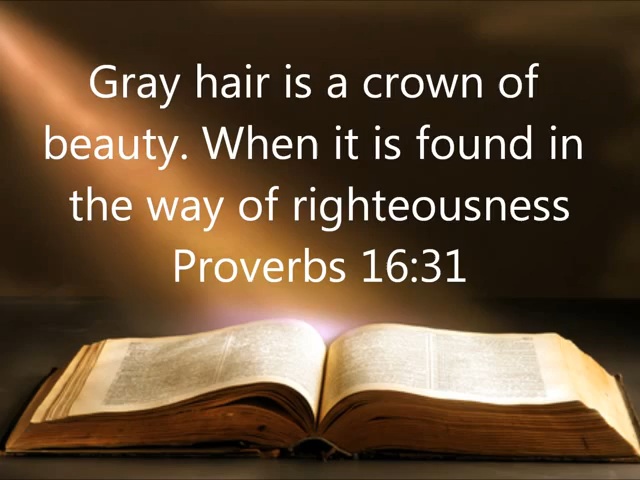 Gray hair is a crown of
beauty. When it is found in
the way of righteousness
Proverbs 16:31